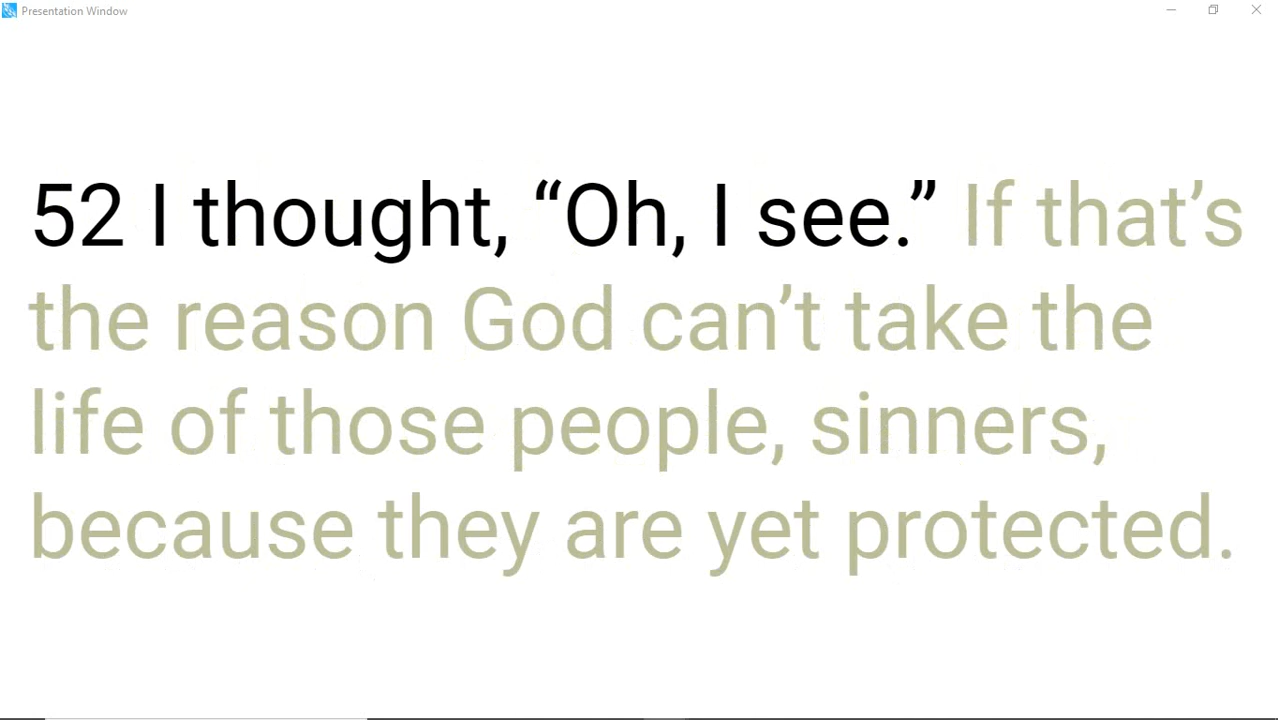 Presentation Window
52 I thought, “Oh, I see.” If that’s
the reason God can’t take the
life of those people, sinners,
because they are yet protected.